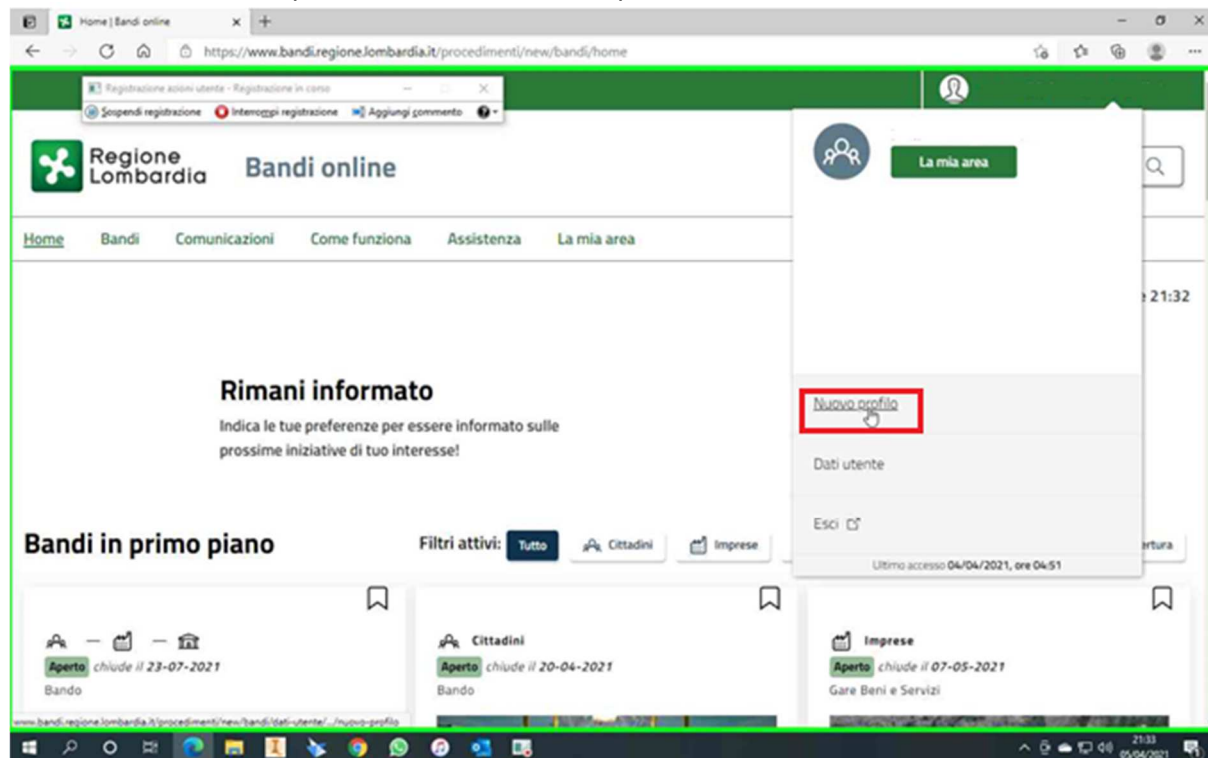 Home | Bandi online
https://www.bandi.regione.lombardia.it/procedimenti/new/bandi/home
Registrazione azioni utente - Registrazione in corso
Sospendi registrazione Interrompi registrazione Aggiungi commento
Regione
Lombardia
Bandi online
La mia area
Home Bandi Comunicazioni Come funziona Assistenza La mia area
21:32
Rimani informato
Indica le tue preferenze per essere informato sulle
prossime iniziative di tuo interesse!
Nuovo profilo
Dati utente
Esci
Ultimo accesso 04/04/2021, ore 04:51
Bandi in primo piano
Filtri attivi: Tutto Cittadini Imprese
Aperto chiude il 23-07-2021
Bando
Cittadini
Aperto chiude il 20-04-2021
Bando
Imprese
Aperto chiude il 07-05-2021
Gare Beni e Servizi
www.bandi.regione.lombardia.it/procedimenti/new/bandi/dati-utente/.../nuovo-profilo
21:33
05/04/2021